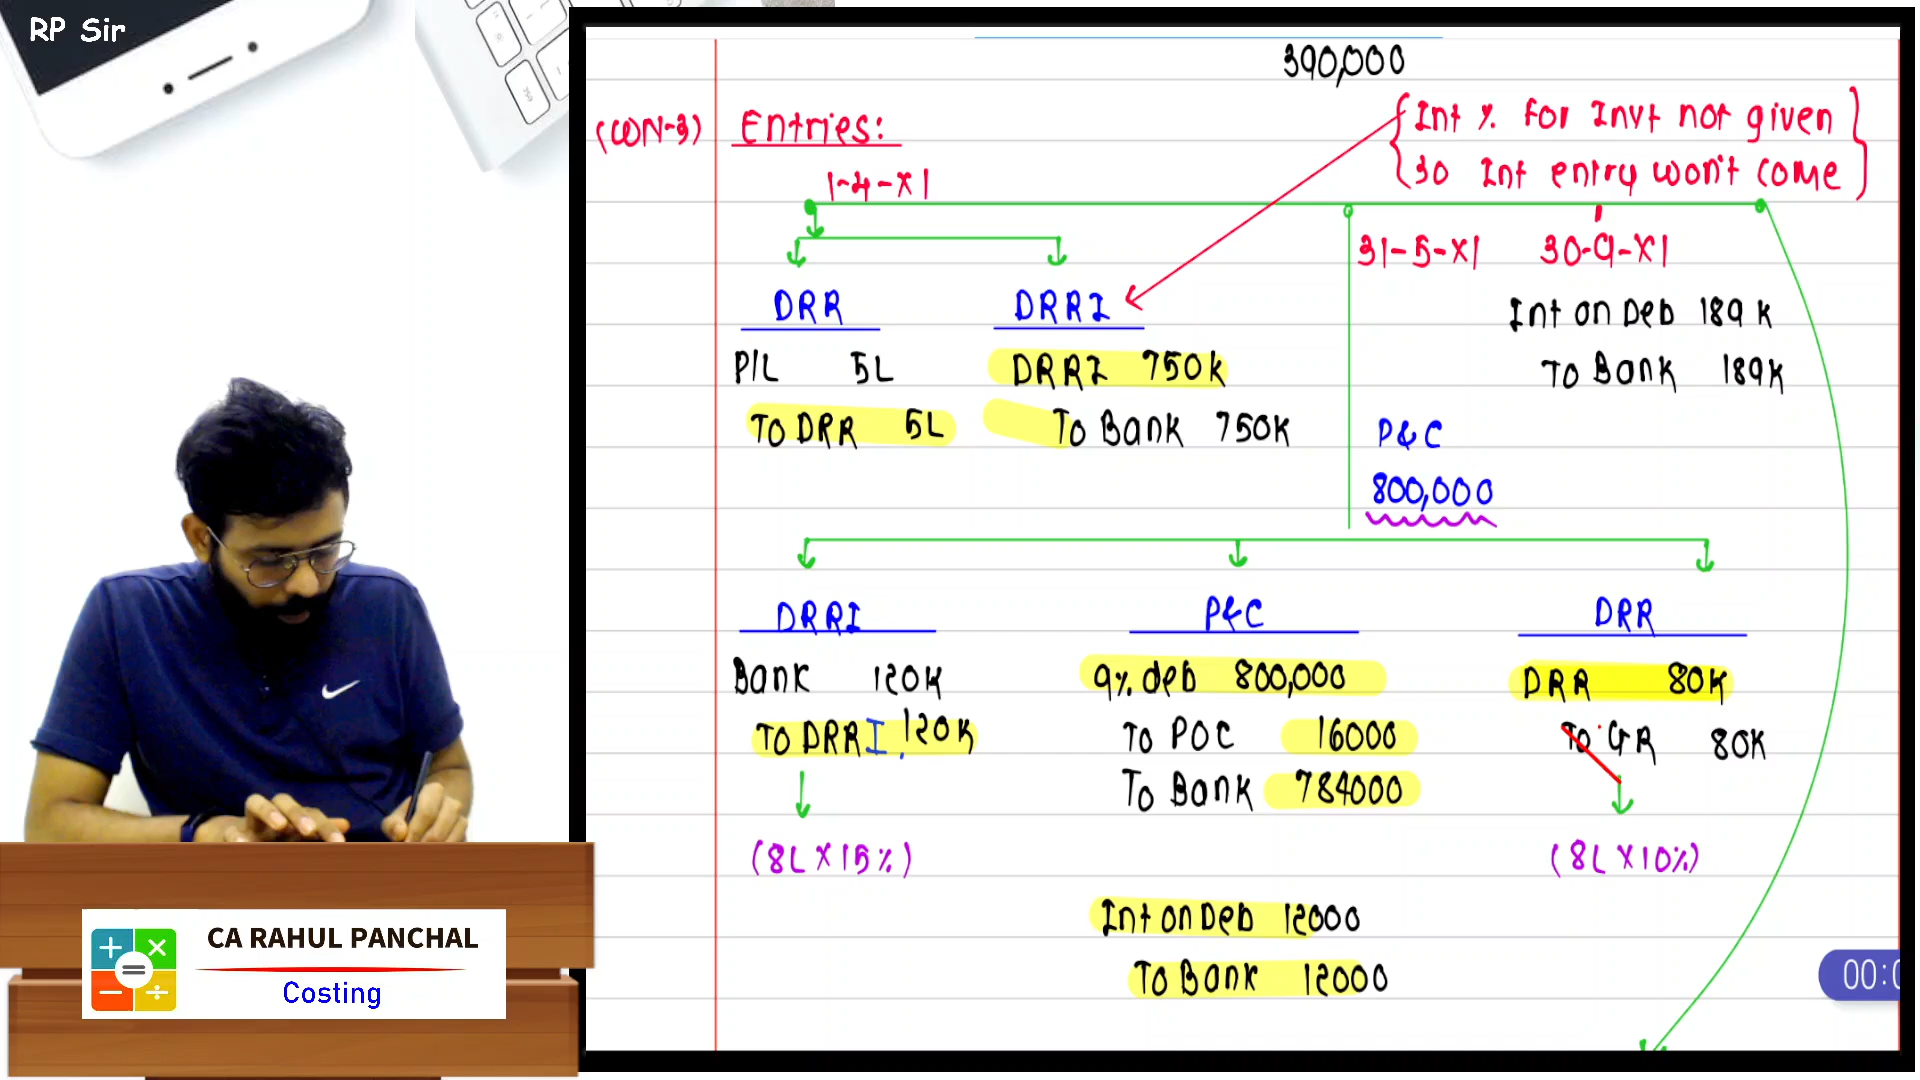 RP Sir
390,000
(WN-3) Entries:
{Int % for Invt not given
{so Int entry won't come}
1-4-X1
31-5-X1 30-9-X1
DRR DRRI
Int on Deb 189K
To Bank 189K
P/L 5L
To DRR 5L
DRRI 750K
To Bank 750K
P&C
800,000
DRRI P&C DRR
Bank 120K
To DRRI 120K
(8L X 15%)
9% deb 800,000
To POC 16000
To Bank 784000
DRR 80K
To GR 80K
(8L X 10%)
Int on Deb 12000
To Bank 12000
CA RAHUL PANCHAL
Costing
00:0